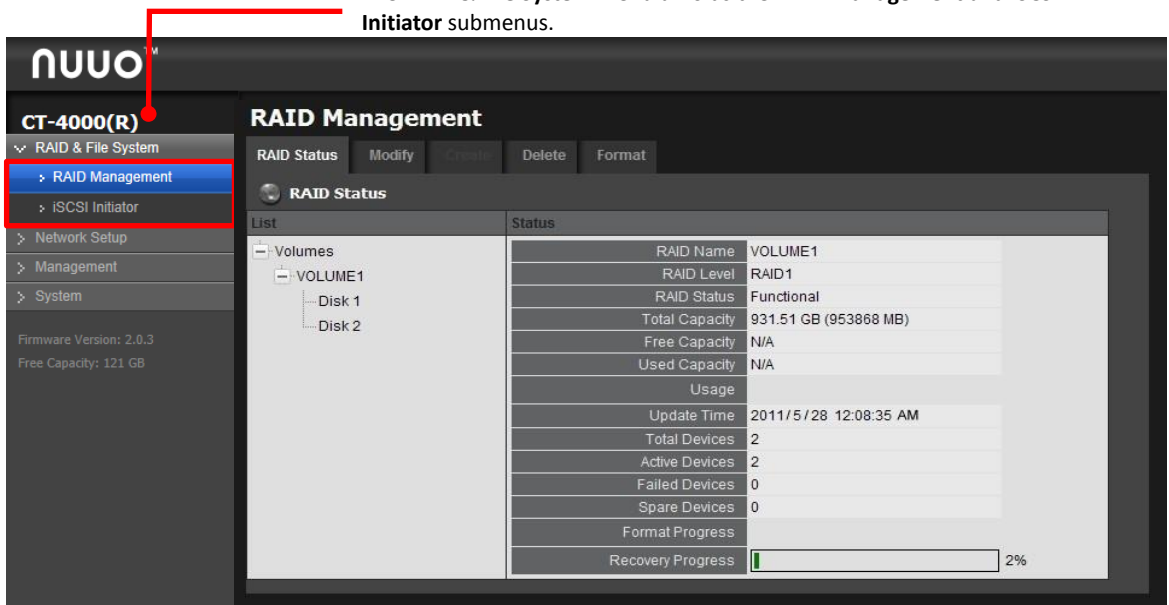 Initiator submenus.
nuuo™
CT-4000(R)
RAID & File System
RAID Management
iSCSI Initiator
Network Setup
Management
System
Firmware Version: 2.0.3
Free Capacity: 121 GB
RAID Management
RAID Status Modify Create Delete Format
RAID Status
List Status
Volumes
VOLUME1
Disk 1
Disk 2
RAID Name VOLUME1
RAID Level RAID1
RAID Status Functional
Total Capacity 931.51 GB (953868 MB)
Free Capacity N/A
Used Capacity N/A
Usage
Update Time 2011/5/28 12:08:35 AM
Total Devices 2
Active Devices 2
Failed Devices 0
Spare Devices 0
Format Progress
Recovery Progress 2%